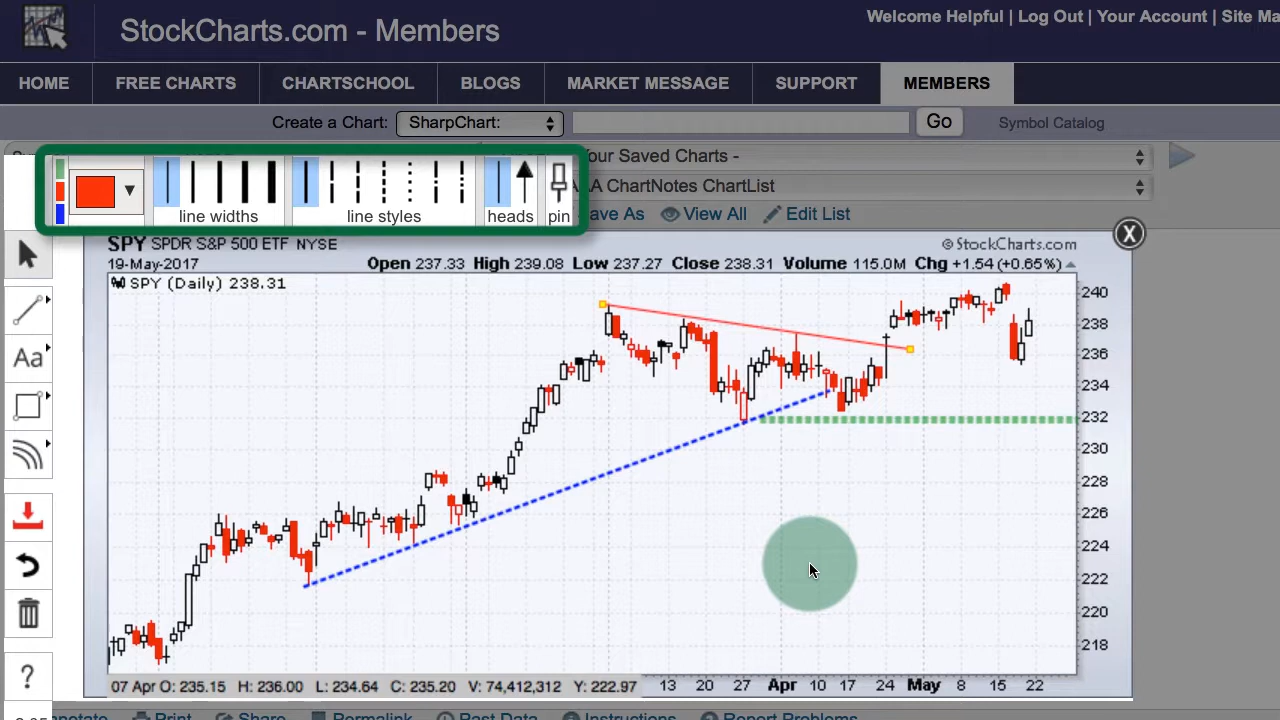 StockCharts.com - Members
Welcome Helpful | Log Out | Your Account | Site Ma
HOME FREE CHARTS CHARTSCHOOL BLOGS MARKET MESSAGE SUPPORT MEMBERS
Create a Chart: SharpChart: Go Symbol Catalog
our Saved Charts -
A ChartNotes ChartList
line widths line styles heads pin
ave As View All Edit List
X
SPY SPDR S&P 500 ETF NYSE © StockCharts.com
19-May-2017 Open 237.33 High 239.08 Low 237.27 Close 238.31 Volume 115.0M Chg +1.54 (+0.65%)
SPY (Daily) 238.31
Aa
240
238
236
234
232
230
228
226
224
222
220
218
07 Apr O: 235.15 H: 236.00 L: 234.64 C: 235.20 V: 74,412,312 Y: 222.97 13 20 27 Apr 10 17 24 May 8 15 22
?
nnotate Print Share Permalink Past Data Instructions Report Problems